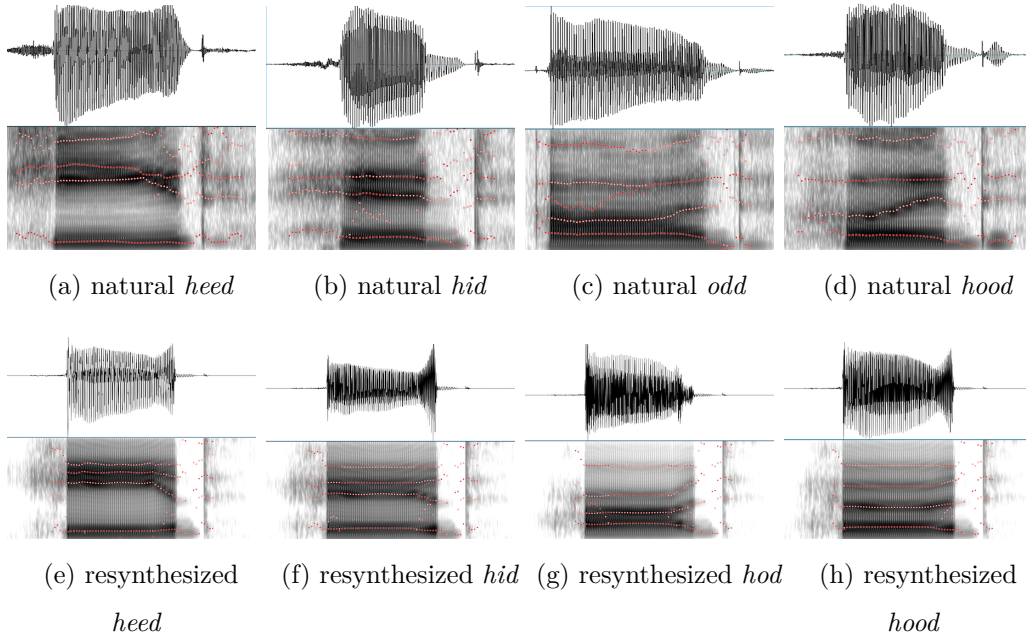 (a) natural heed
(b) natural hid
(c) natural odd
(d) natural hood
(e) resynthesized
heed
(f) resynthesized hid
(g) resynthesized hod
(h) resynthesized
hood